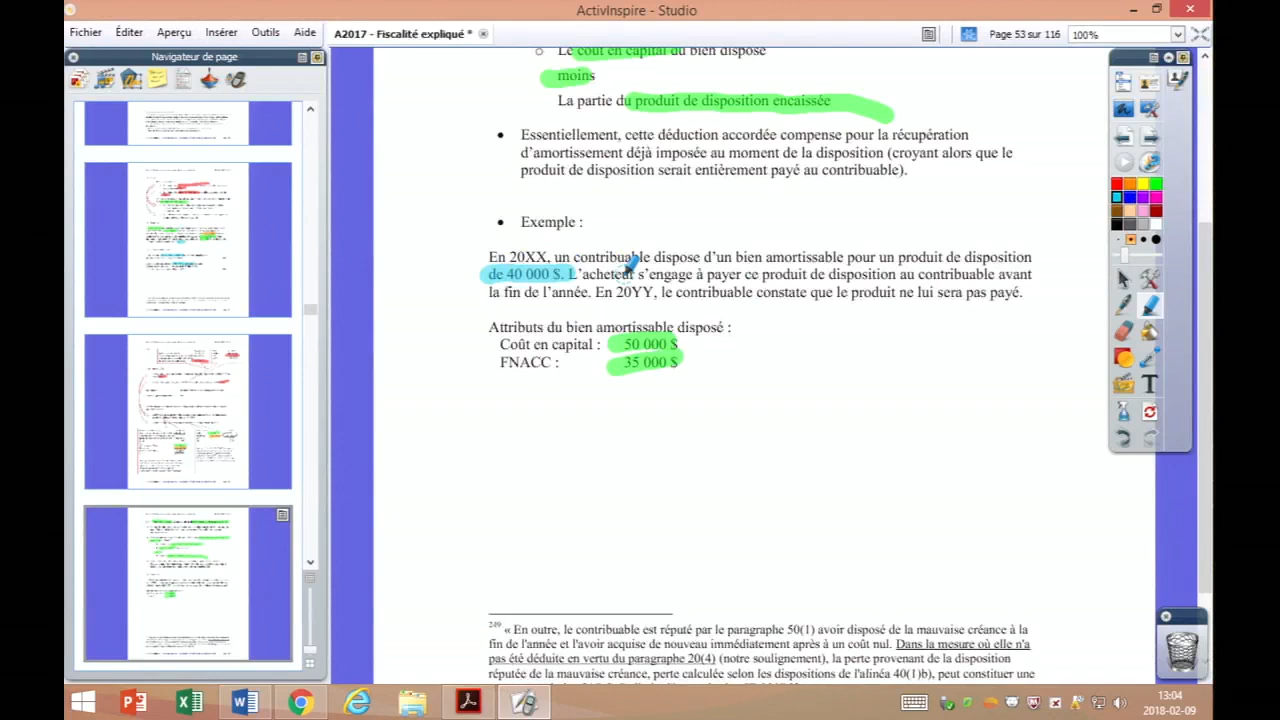 ActivInspire - Studio
Fichier Éditer Aperçu Insérer Outils Aide
A2017 - Fiscalité expliqué *
Page 53 sur 116
100%
Navigateur de page
o Le coût en capital du bien disposé
moins
La partie du produit de disposition encaissée
• Essentiellement cette réduction accordée compense pour la récupération
d’amortissement déjà imposée au moment de la disposition (croyant alors que le
produit de disposition serait entièrement payé au contribuable).
• Exemple :
En 20XX, un contribuable dispose d’un bien amortissable pour un produit de disposition
de 40 000 $. L’acheteur s’engage à payer ce produit de disposition au contribuable avant
la fin de l’année. En 20YY, le contribuable constate que le produit ne lui sera pas payé.
Attributs du bien amortissable disposé :
Coût en capital : 50 000 $
FNACC : 35 000 $
249
« En outre, le contribuable est réputé par le paragraphe 50(1) avoir disposé de la mauvaise créance à la
fin de l'année et l'avoir acquise de nouveau immédiatement après à un coût nul. Dans la mesure où elle n'a
pas été déduite en vertu du paragraphe 20(4) (notre soulignement), la perte provenant de la disposition
réputée de la mauvaise créance, perte calculée selon les dispositions de l'alinéa 40(1)b), peut constituer une
13:04
2018-02-09